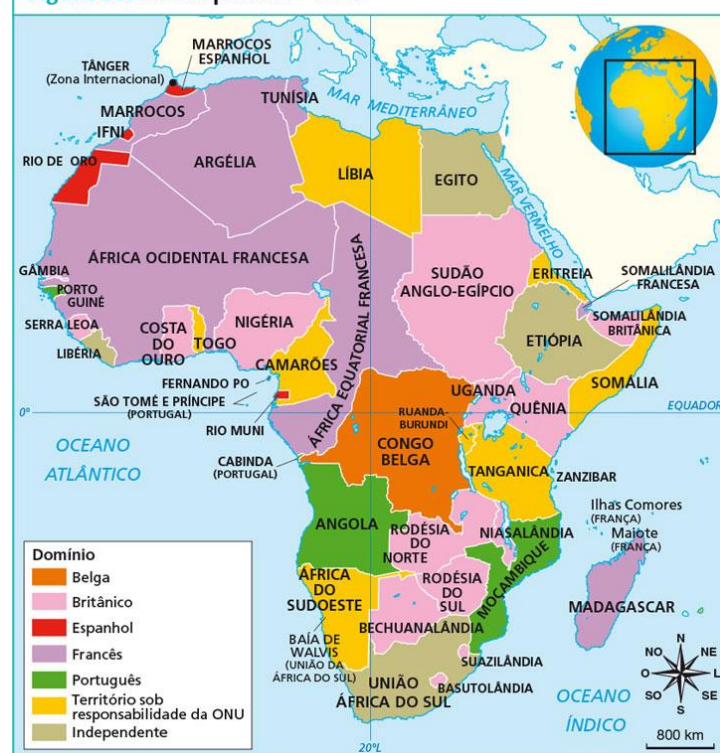 MARROCOS
ESPANHOL
TÂNGER
(Zona Internacional)
MAR MEDITERRÂNEO
MARROCOS
TUNÍSIA
IFNI
RIO DE ORO
ARGÉLIA
LÍBIA
EGITO
MAR VERMELHO
ÁFRICA OCIDENTAL FRANCESA
ÁFRICA EQUATORIAL FRANCESA
SUDÃO
ANGLO-EGÍPCIO
ERITREIA
SOMALILÂNDIA
FRANCESA
GÂMBIA
PORTO
GUINÉ
SERRA LEOA
LIBÉRIA
COSTA
DO
OURO
TOGO
NIGÉRIA
CAMARÕES
ETIÓPIA
SOMALILÂNDIA
BRITÂNICA
SOMÁLIA
FERNANDO PO
SÃO TOMÉ E PRÍNCIPE
(PORTUGAL)
RIO MUNI
UGANDA
QUÊNIA
0°
EQUADOR
RUANDA-
BURUNDI
OCEANO
ATLÂNTICO
CABINDA
(PORTUGAL)
CONGO
BELGA
TANGANICA
ZANZIBAR
Ilhas Comores
(FRANÇA)
Maiote
(FRANÇA)
ANGOLA
RODÉSIA
DO
NORTE
NIASALÂNDIA
MOÇAMBIQUE
MADAGASCAR
ÁFRICA
DO
SUDOESTE
RODÉSIA
DO
SUL
BECHUANALÂNDIA
BAÍA DE
WALVIS
(UNIÃO DA
ÁFRICA DO SUL)
SUAZILÂNDIA
BASUTOLÂNDIA
UNIÃO
ÁFRICA DO SUL
OCEANO
ÍNDICO
Domínio
Belga
Britânico
Espanhol
Francês
Português
Território sob
responsabilidade da ONU
Independente
N
NO
NE
O
L
SO
SE
S
800 km
20°L